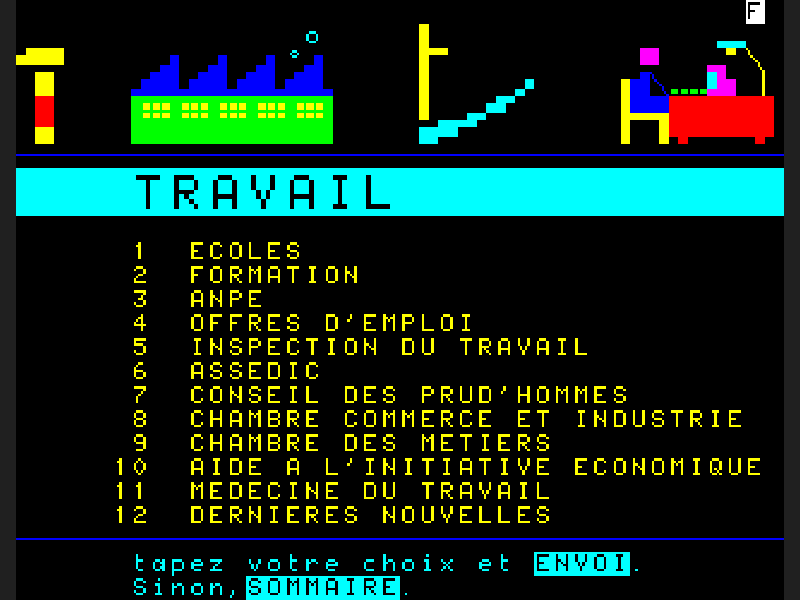 F
TRAVAIL
1 ECOLES
2 FORMATION
3 ANPE
4 OFFRES D'EMPLOI
5 INSPECTION DU TRAVAIL
6 ASSEDIC
7 CONSEIL DES PRUD'HOMMES
8 CHAMBRE COMMERCE ET INDUSTRIE
9 CHAMBRE DES METIERS
10 AIDE A L'INITIATIVE ECONOMIQUE
11 MEDECINE DU TRAVAIL
12 DERNIERES NOUVELLES
tapez votre choix et ENVOI.
Sinon, SOMMAIRE.